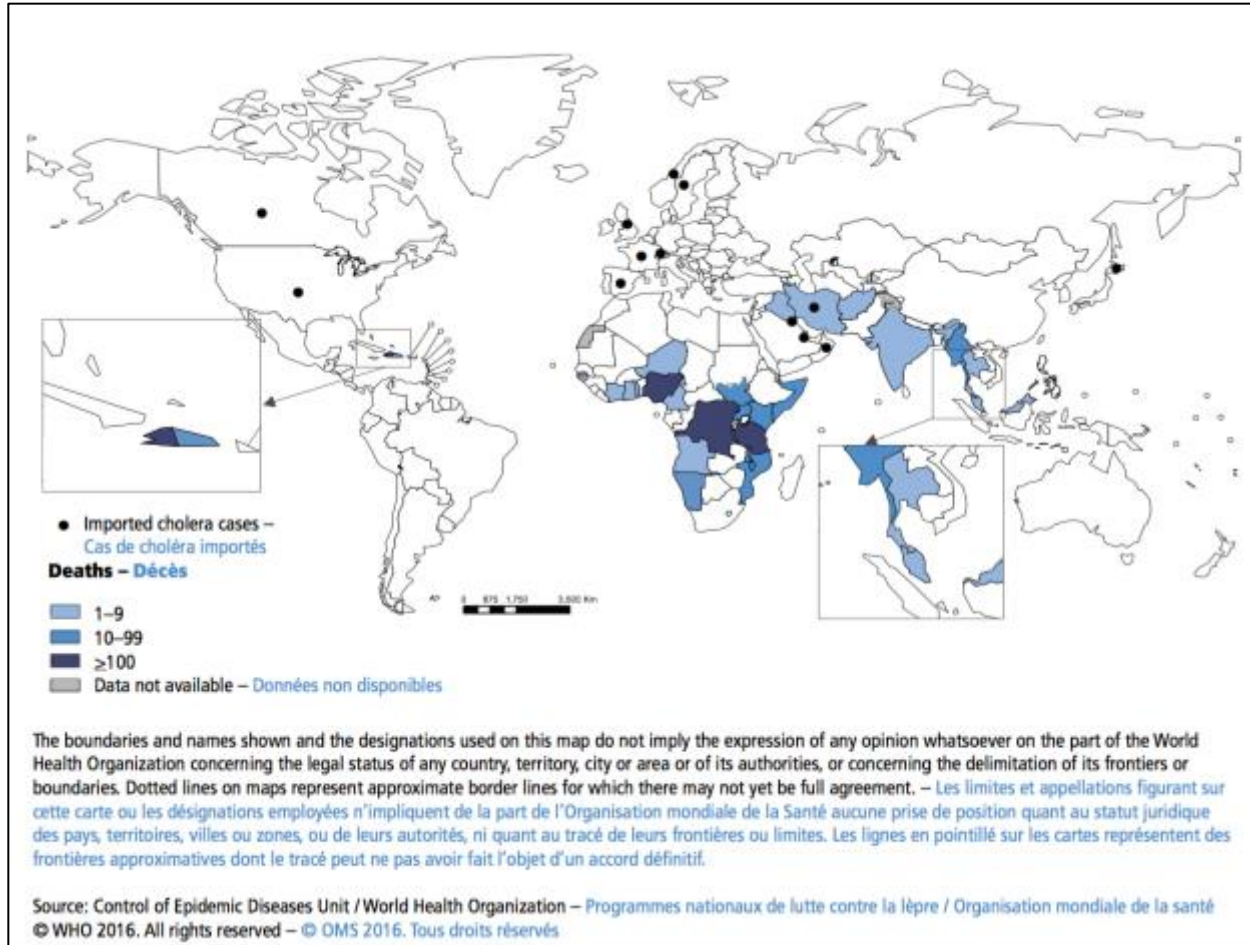 ● Imported cholera cases –
Cas de choléra importés
Deaths – Décès
0 875 1,750 3,500 Km
1–9
10–99
≥100
Data not available – Données non disponibles
The boundaries and names shown and the designations used on this map do not imply the expression of any opinion whatsoever on the part of the World
Health Organization concerning the legal status of any country, territory, city or area or of its authorities, or concerning the delimitation of its frontiers or
boundaries. Dotted lines on maps represent approximate border lines for which there may not yet be full agreement. – Les limites et appellations figurant sur
cette carte ou les désignations employées n'impliquent de la part de l'Organisation mondiale de la Santé aucune prise de position quant au statut juridique
des pays, territoires, villes ou zones, ou de leurs autorités, ni quant au tracé de leurs frontières ou limites. Les lignes en pointillé sur les cartes représentent des
frontières approximatives dont le tracé peut ne pas avoir fait l'objet d'un accord définitif.
Source: Control of Epidemic Diseases Unit / World Health Organization – Programmes nationaux de lutte contre la lèpre / Organisation mondiale de la santé
© WHO 2016. All rights reserved – © OMS 2016. Tous droits réservés